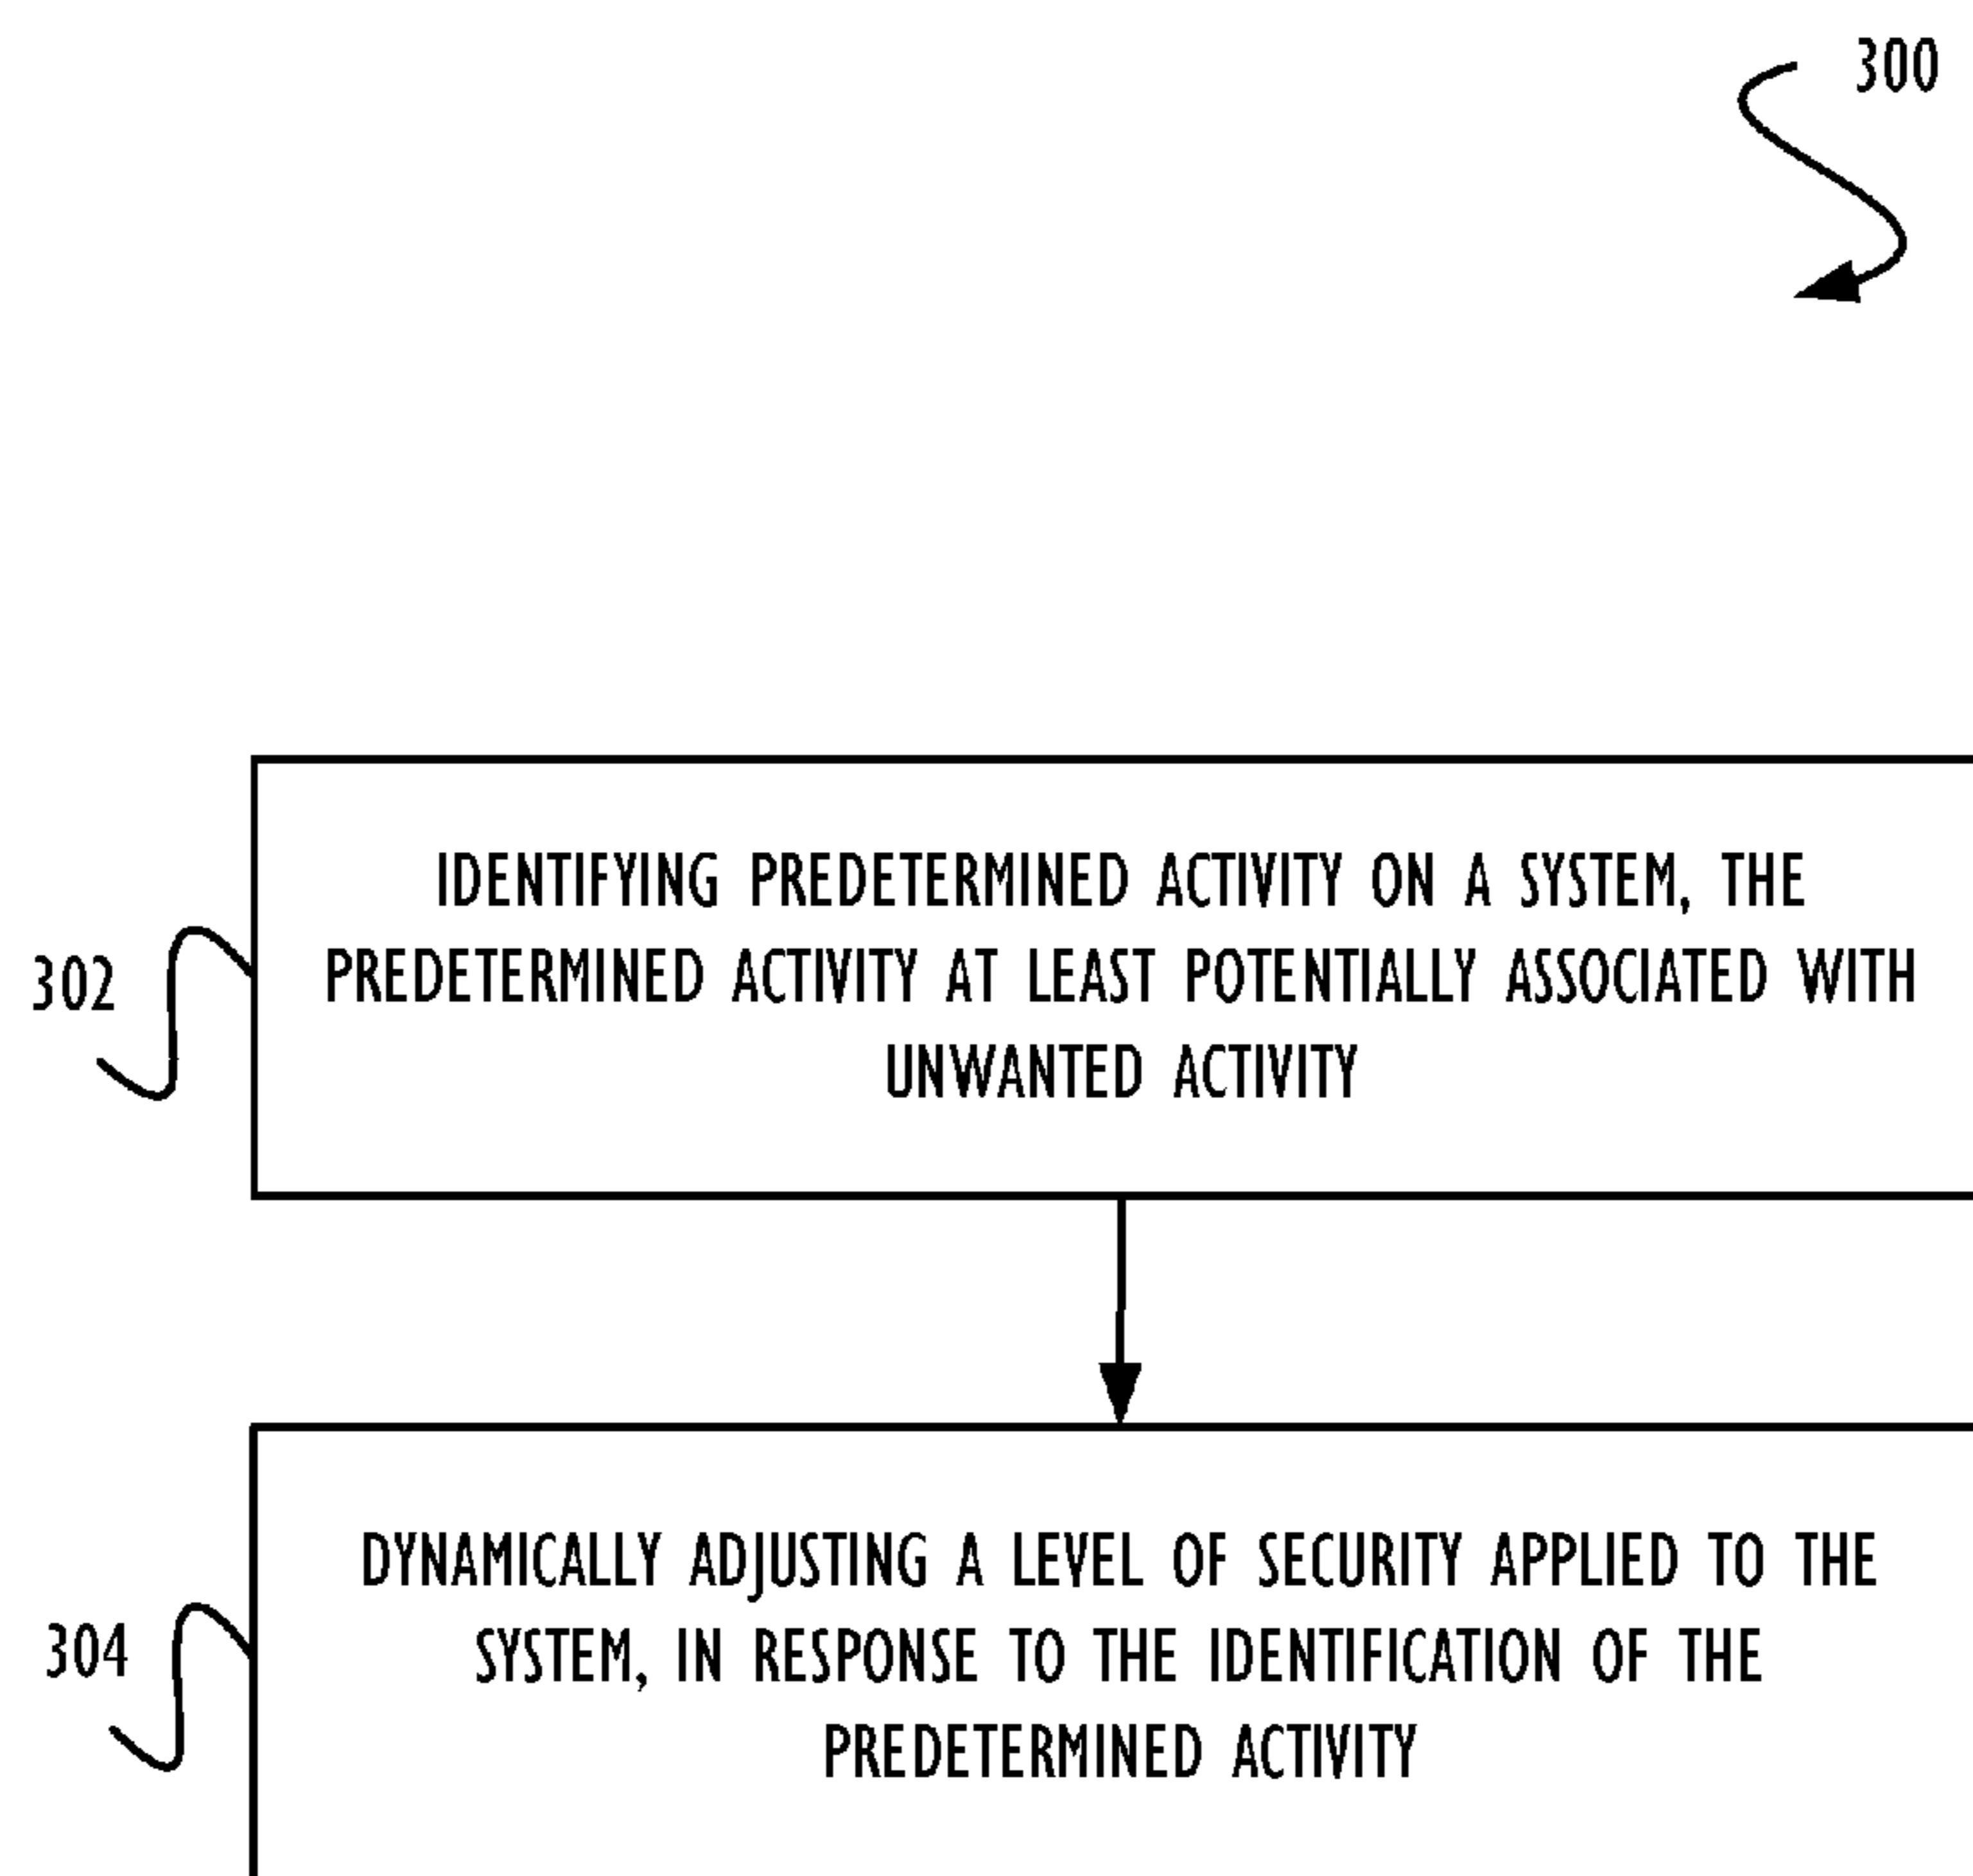 300
IDENTIFYING PREDETERMINED ACTIVITY ON A SYSTEM, THE
PREDETERMINED ACTIVITY AT LEAST POTENTIALLY ASSOCIATED WITH
UNWANTED ACTIVITY
302
DYNAMICALLY ADJUSTING A LEVEL OF SECURITY APPLIED TO THE
SYSTEM, IN RESPONSE TO THE IDENTIFICATION OF THE
PREDETERMINED ACTIVITY
304